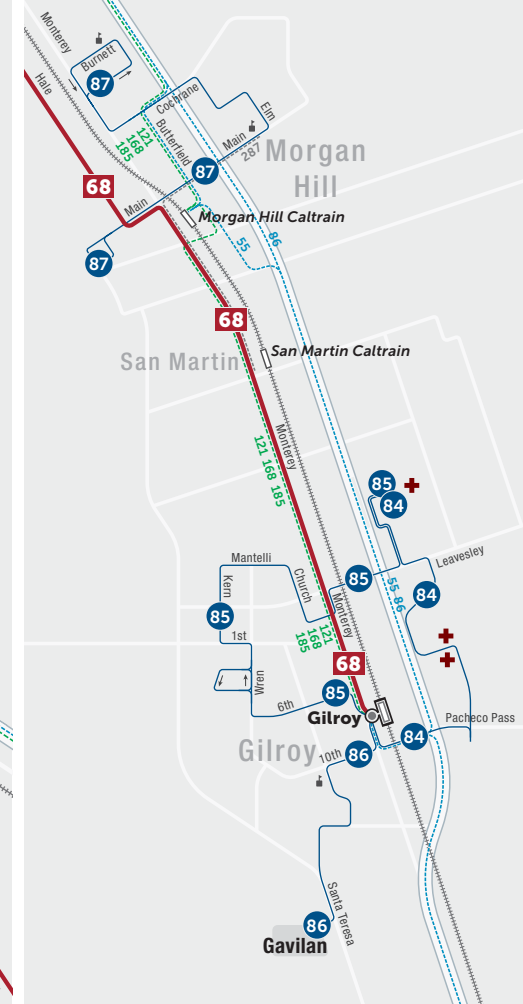 Monterey
Hale
Burnett
87
Cochrane
Elm
Main
287
121
168
185
Butterfield
87
Morgan
Hill
68
Main
Morgan Hill Caltrain
55
86
87
68
San Martin
San Martin Caltrain
Monterey
121 168 185
85
84
Leavesley
Mantelli
85
Kern
Church
Monterey
55 86
84
85
1st
121
168
185
68
Wren
6th
85
Gilroy
Pacheco Pass
84
Gilroy
10th
86
Santa Teresa
86
Gavilan